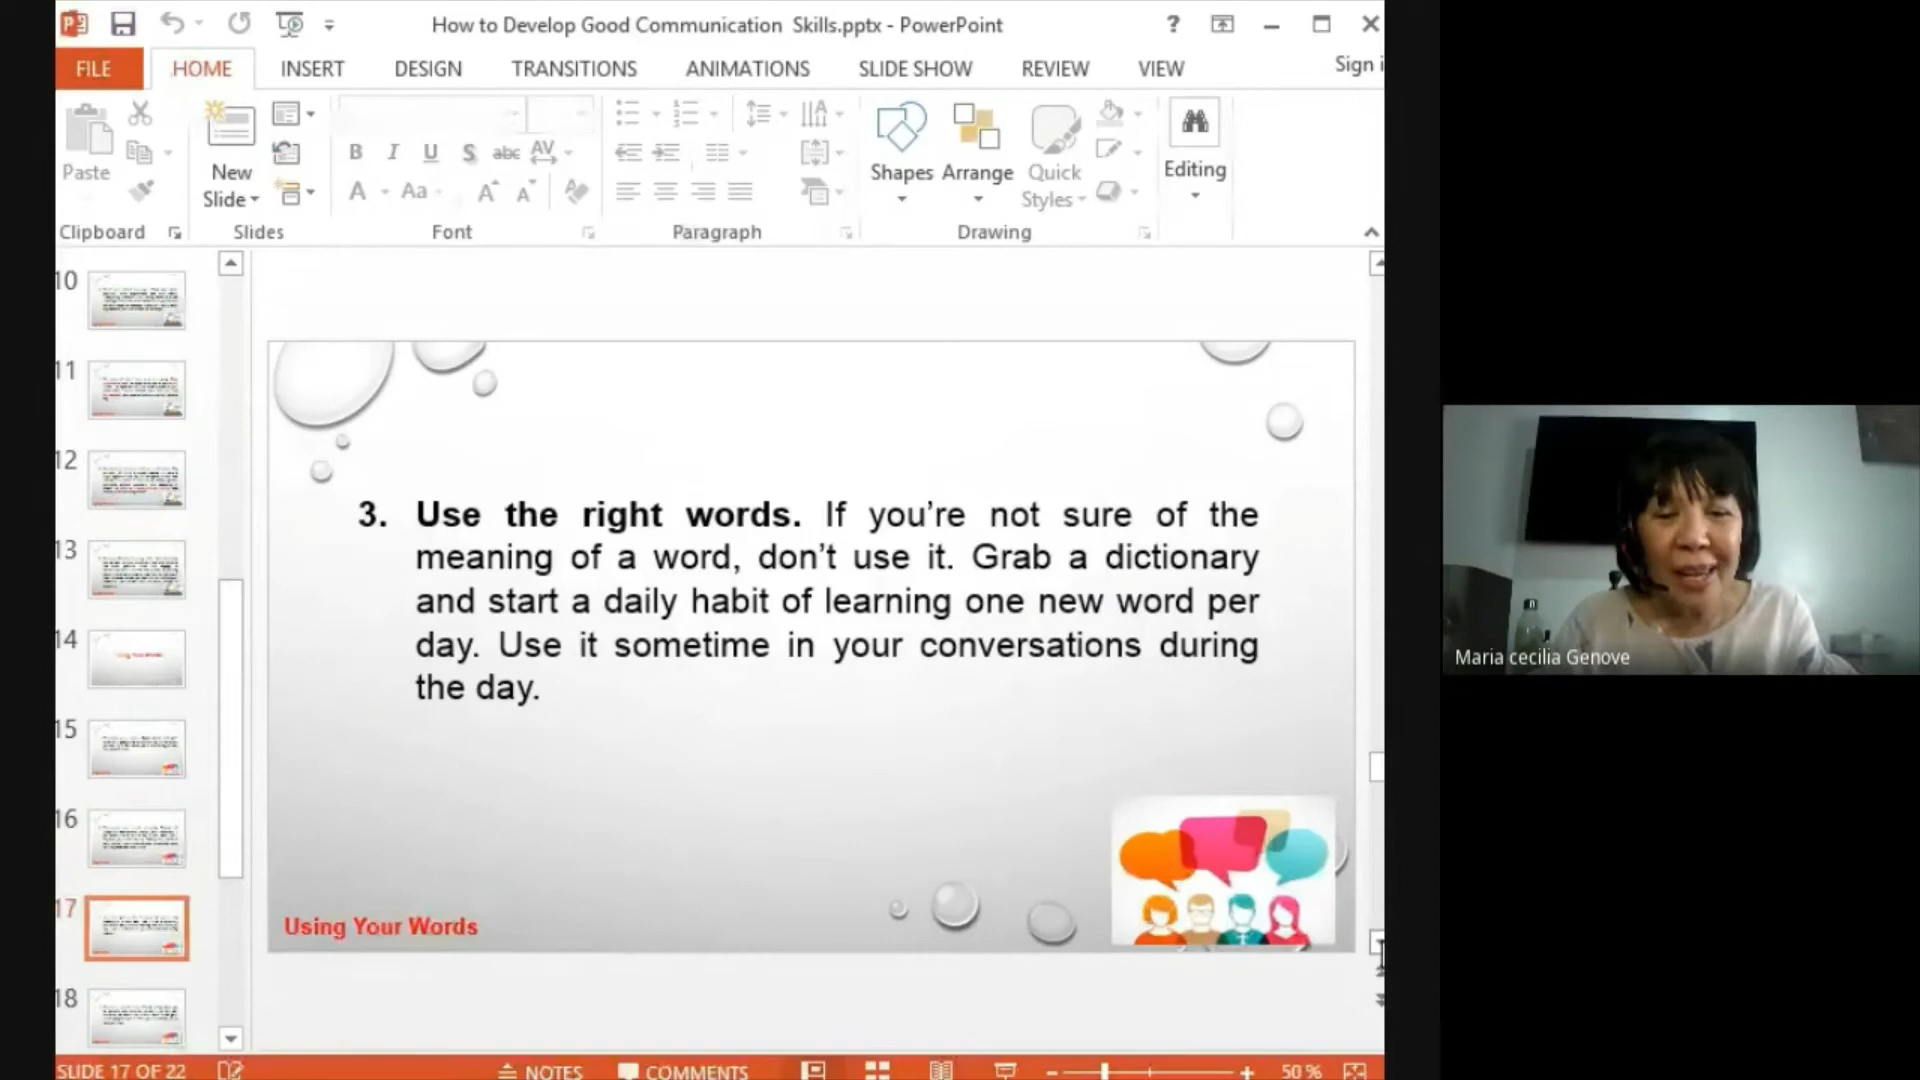 How to Develop Good Communication Skills.pptx - PowerPoint
?
FILE HOME INSERT DESIGN TRANSITIONS ANIMATIONS SLIDE SHOW REVIEW VIEW Sign i
Paste
New
Slide
B I U S abc AV
A Aa A A
Shapes Arrange Quick
Styles
Editing
Clipboard Slides Font Paragraph Drawing
10
11
12
13
14
15
16
17
18
3. Use the right words. If you’re not sure of the
meaning of a word, don’t use it. Grab a dictionary
and start a daily habit of learning one new word per
day. Use it sometime in your conversations during
the day.
Using Your Words
Maria cecilia Genove
SLIDE 17 OF 22 NOTES COMMENTS 50 %